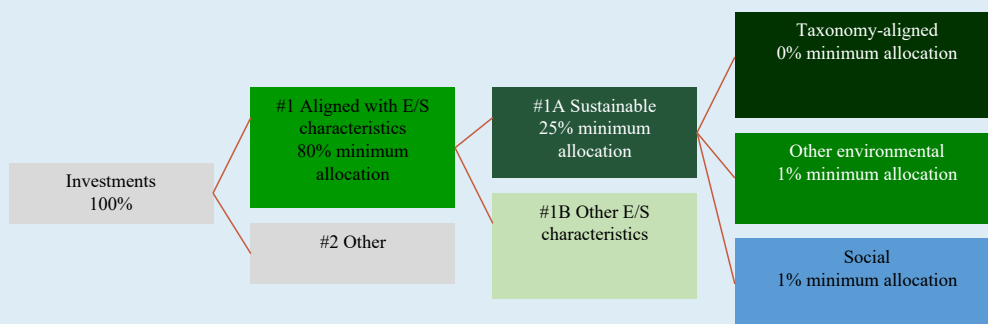 Investments
100%
#1 Aligned with E/S
characteristics
80% minimum
allocation
#2 Other
#1A Sustainable
25% minimum
allocation
#1B Other E/S
characteristics
Taxonomy-aligned
0% minimum allocation
Other environmental
1% minimum allocation
Social
1% minimum allocation